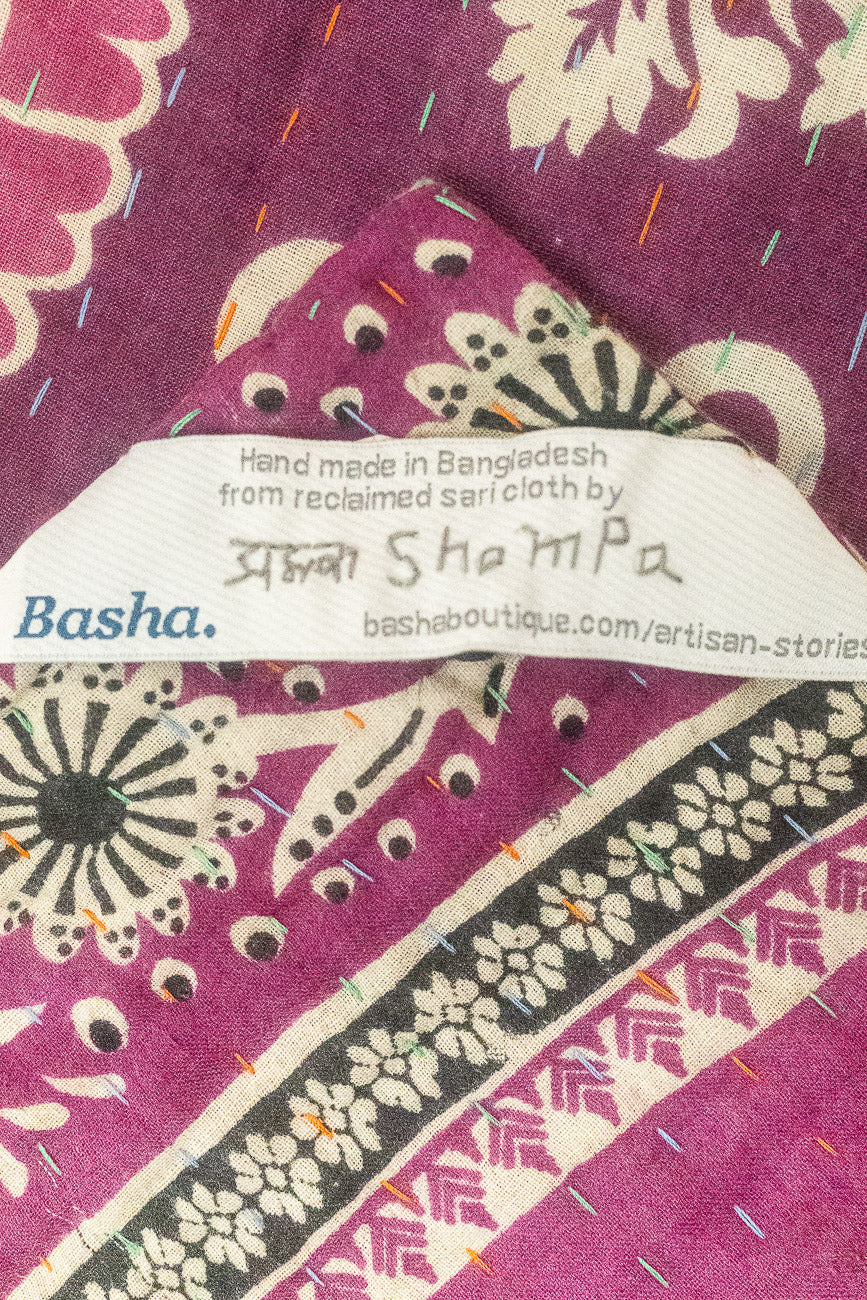 Hand made in Bangladesh
from reclaimed sari cloth by
Shampa
Basha.
bashaboutique.com/artisan-stories